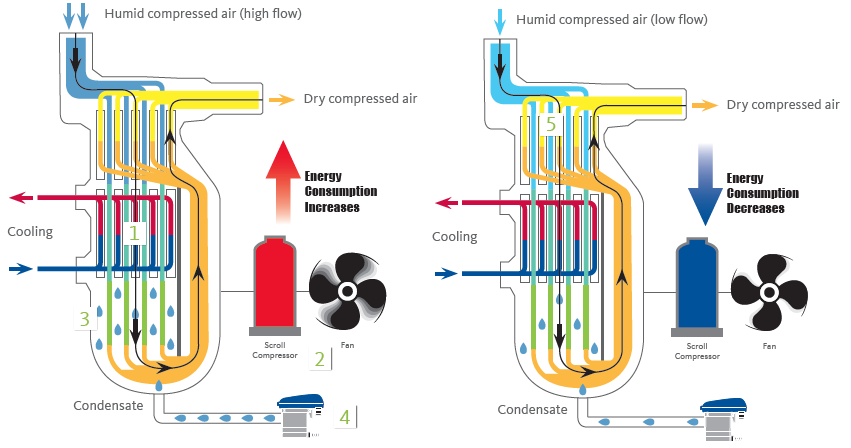 Humid compressed air (high flow)
Dry compressed air
Energy
Consumption
Increases
1
Cooling
3
Scroll
Compressor
Fan
2
Condensate
4
Humid compressed air (low flow)
Dry compressed air
5
Energy
Consumption
Decreases
Cooling
Scroll
Compressor
Fan
Condensate